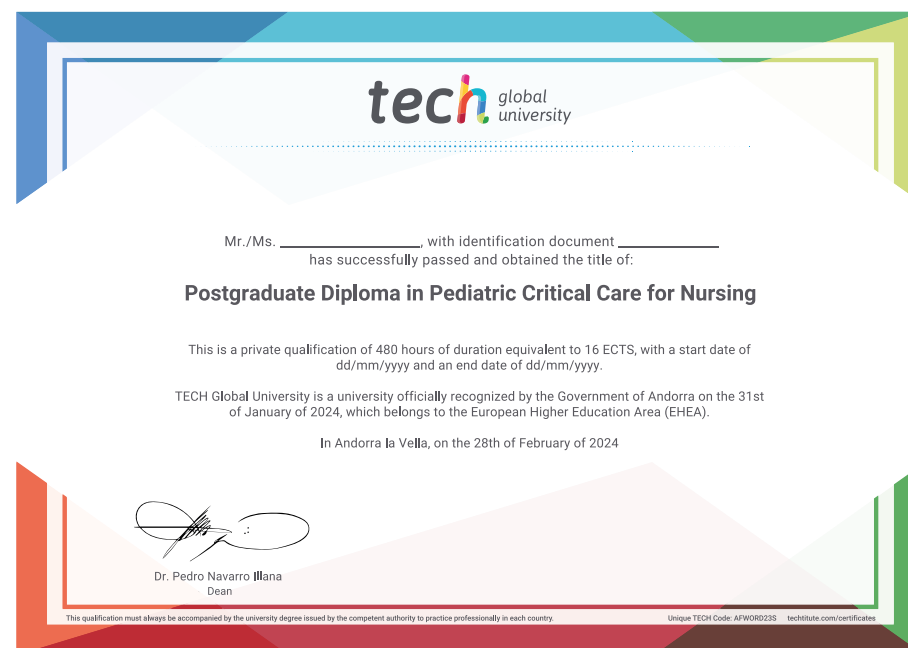 tech global university
Mr./Ms. ____________________, with identification document ______________
has successfully passed and obtained the title of:
Postgraduate Diploma in Pediatric Critical Care for Nursing
This is a private qualification of 480 hours of duration equivalent to 16 ECTS, with a start date of
dd/mm/yyyy and an end date of dd/mm/yyyy.
TECH Global University is a university officially recognized by the Government of Andorra on the 31st
of January of 2024, which belongs to the European Higher Education Area (EHEA).
In Andorra la Vella, on the 28th of February of 2024
Dr. Pedro Navarro Illana
Dean
This qualification must always be accompanied by the university degree issued by the competent authority to practice professionally in each country.
Unique TECH Code: AFWORD23S techtitute.com/certificates